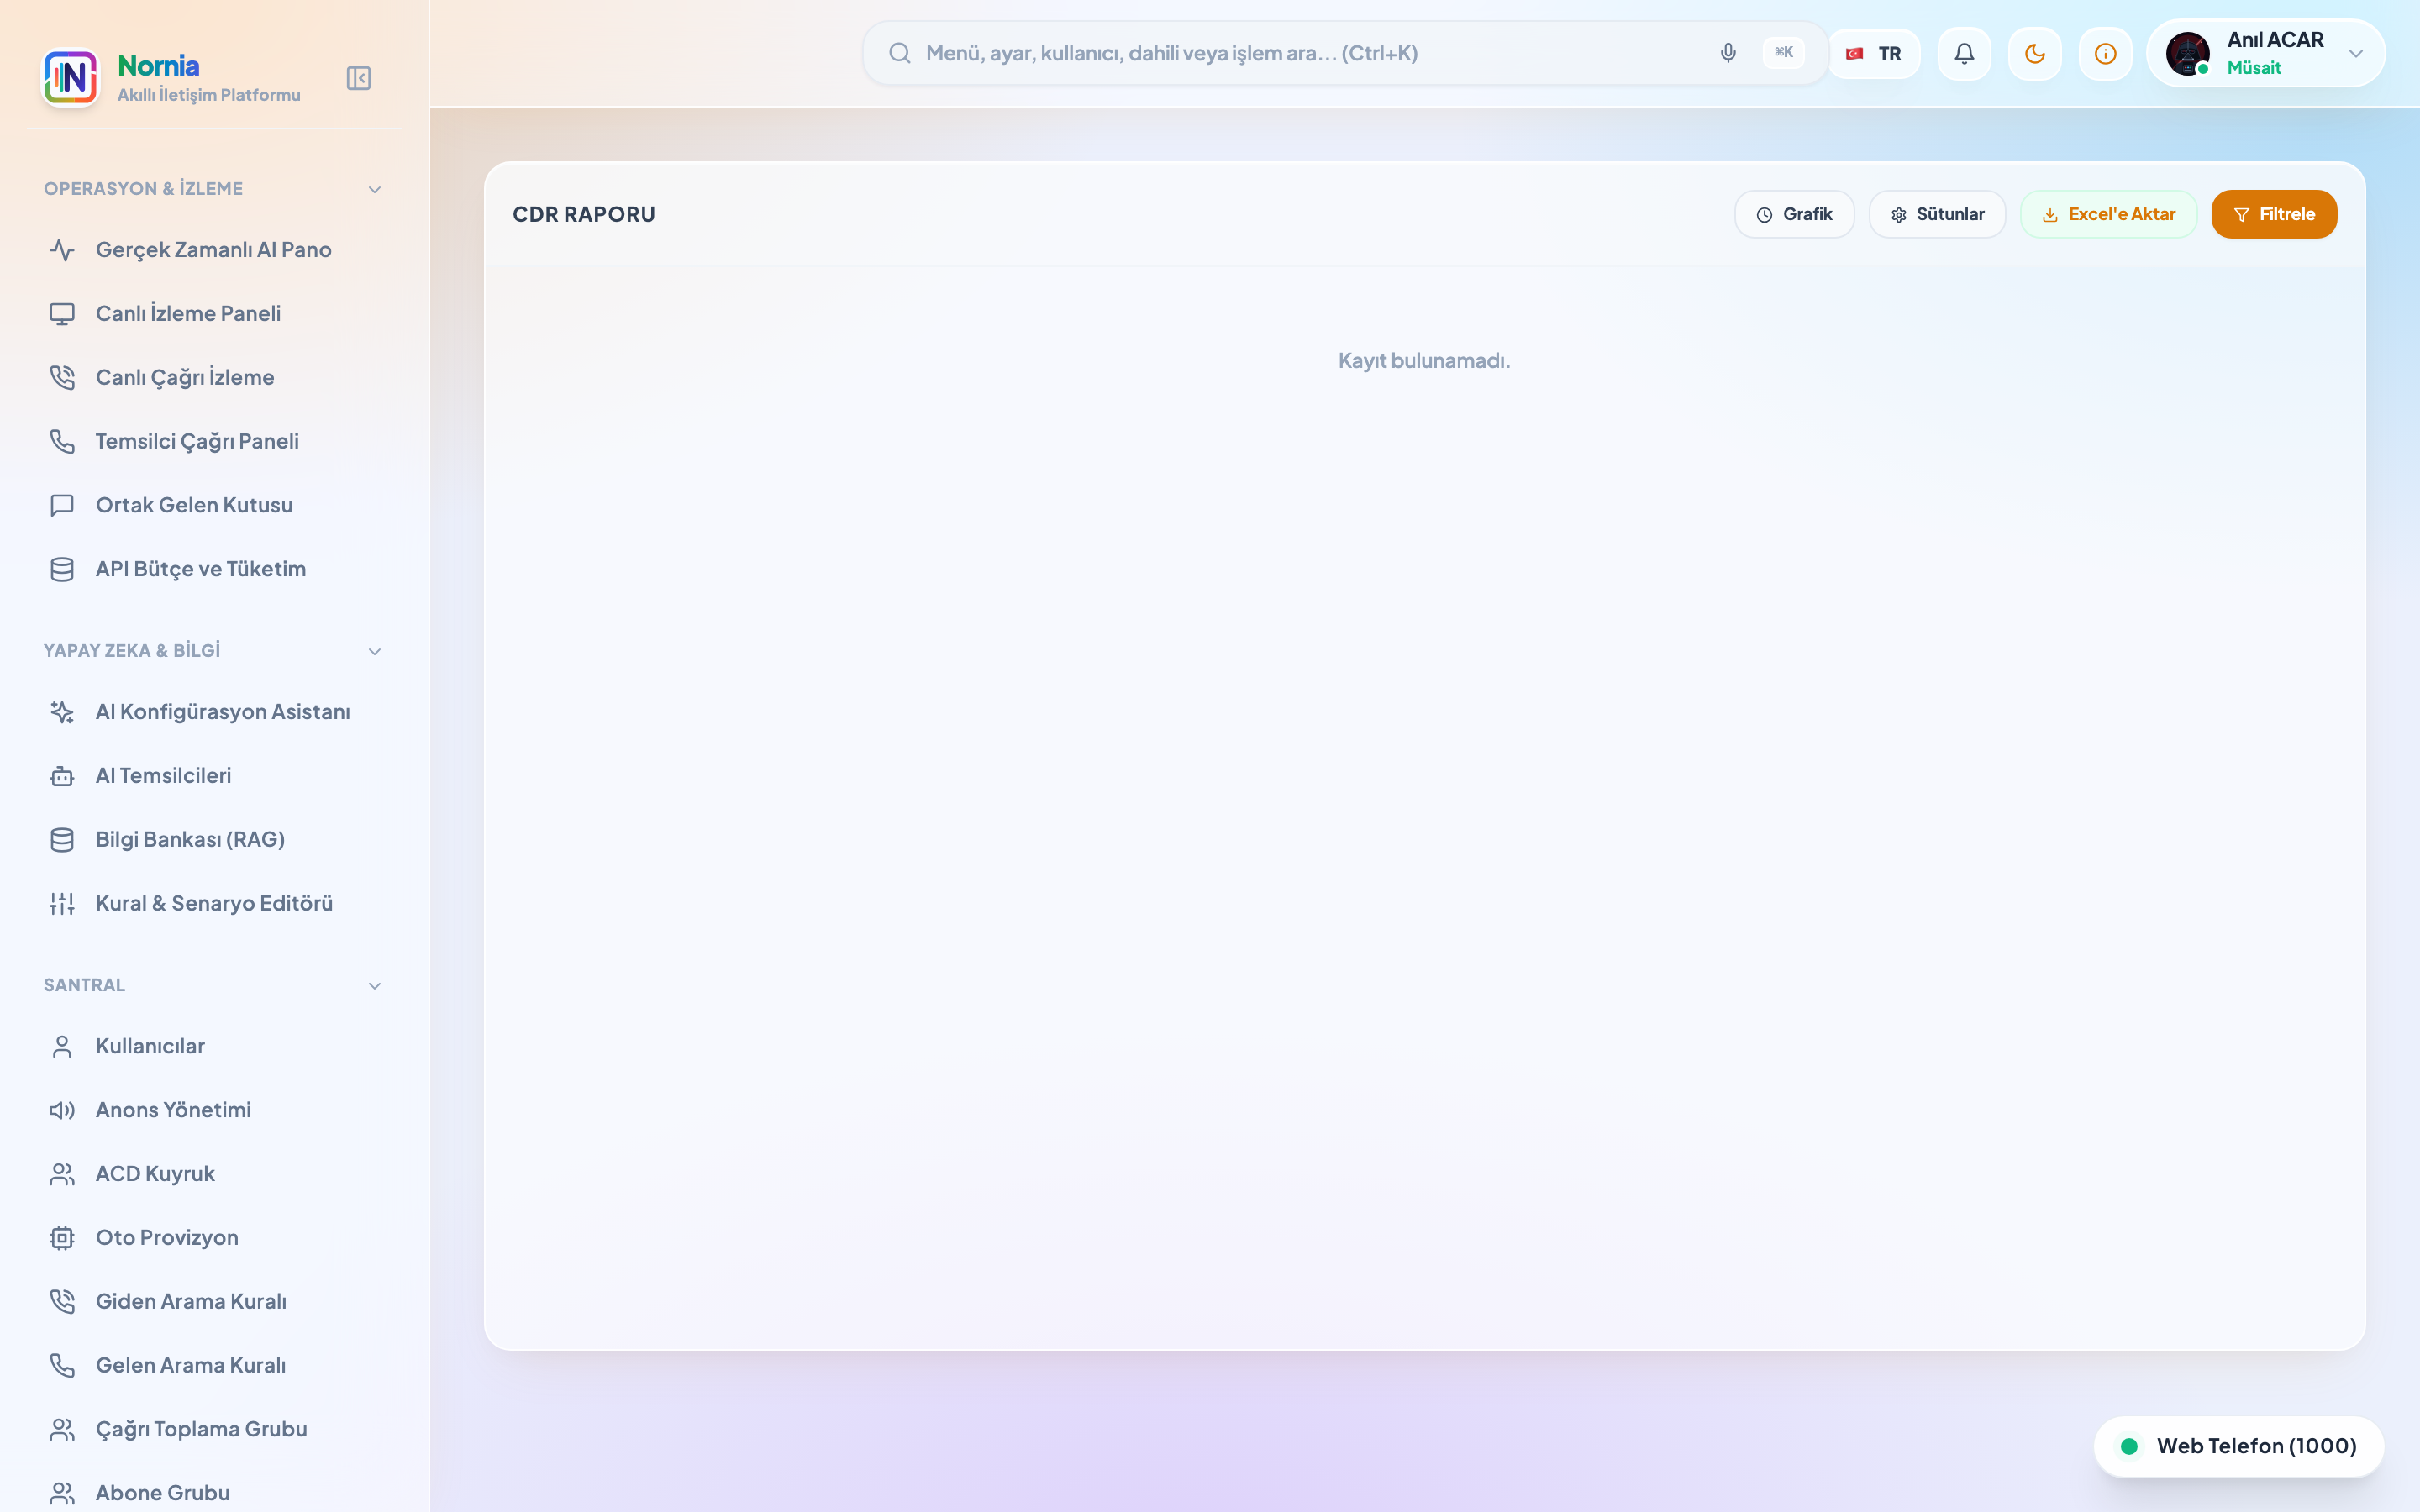 Nornia
Akıllı İletişim Platformu
OPERASYON & İZLEME
Gerçek Zamanlı AI Pano
Canlı İzleme Paneli
Canlı Çağrı İzleme
Temsilci Çağrı Paneli
Ortak Gelen Kutusu
API Bütçe ve Tüketim
YAPAY ZEKA & BİLGİ
AI Konfigürasyon Asistanı
AI Temsilcileri
Bilgi Bankası (RAG)
Kural & Senaryo Editörü
SANTRAL
Kullanıcılar
Anons Yönetimi
ACD Kuyruk
Oto Provizyon
Giden Arama Kuralı
Gelen Arama Kuralı
Çağrı Toplama Grubu
Abone Grubu
Menü, ayar, kullanıcı, dahili veya işlem ara... (Ctrl+K)
⌘K
TR
Anıl ACAR
Müsait
CDR RAPORU
Grafik
Sütunlar
Excel'e Aktar
Filtrele
Kayıt bulunamadı.
Web Telefon (1000)